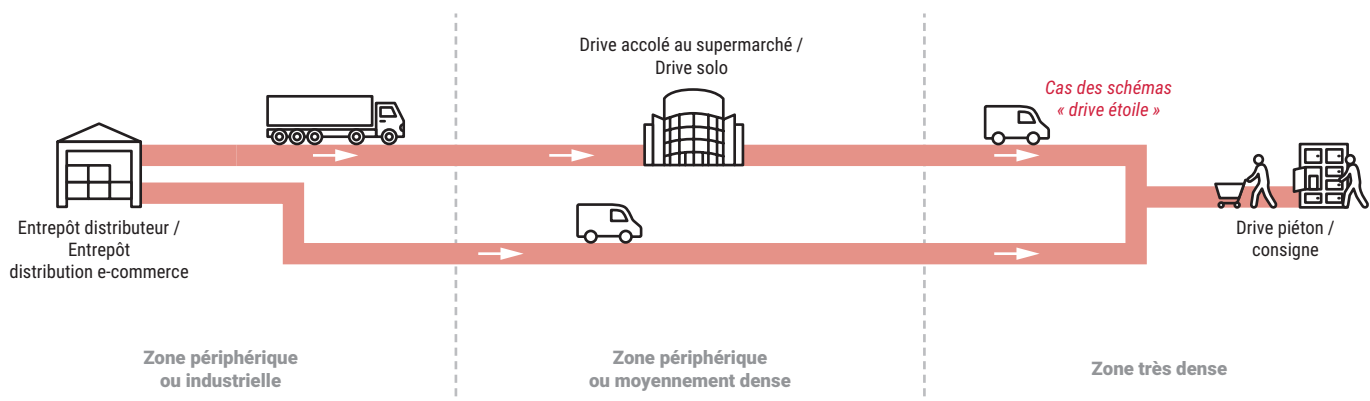 Drive accolé au supermarché /
Drive solo
Cas des schémas
« drive étoile »
Entrepôt distributeur /
Entrepôt
distribution e-commerce
Drive piéton /
consigne
Zone périphérique
ou industrielle
Zone périphérique
ou moyennement dense
Zone très dense